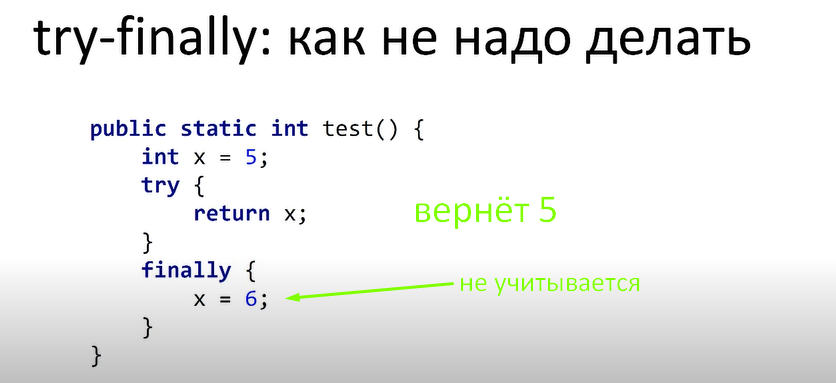 try-finally: как не надо делать
public static int test() {
int x = 5;
try {
return x;
вернёт 5
}
finally {
x = 6;
не учитывается
}
}